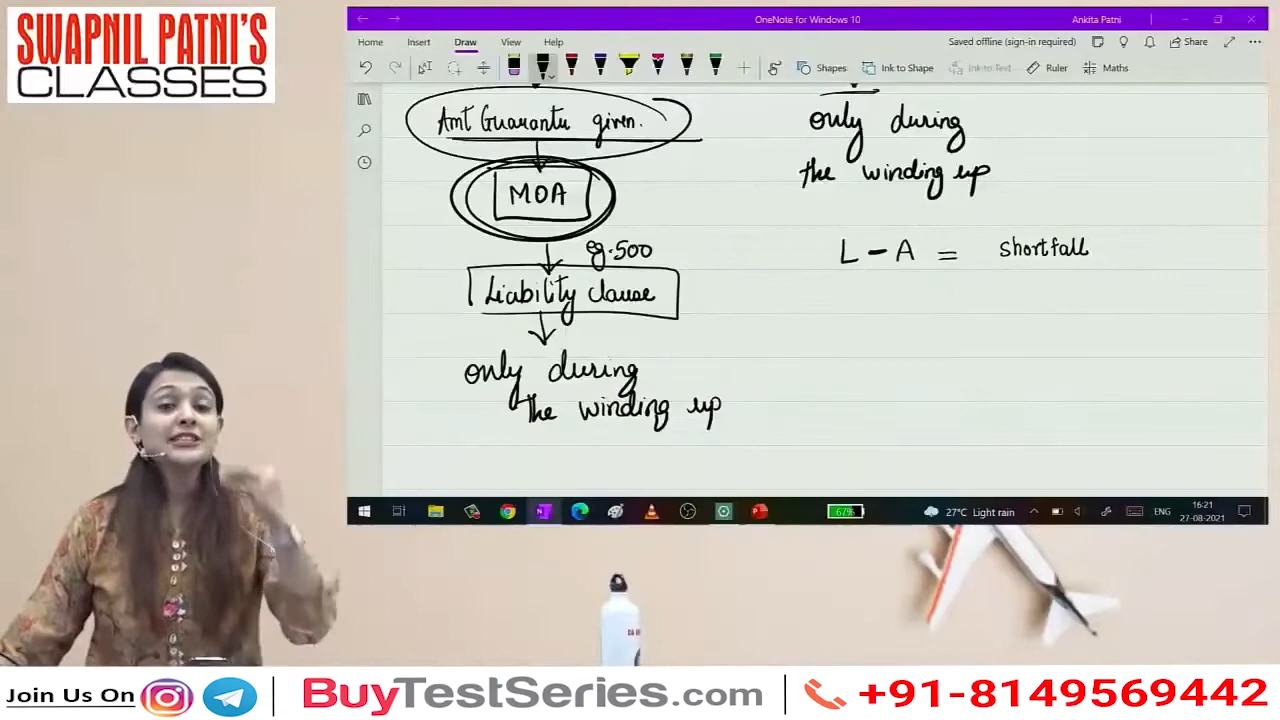 SWAPNIL PATNI'S
CLASSES
OneNote for Windows 10
Ankita Patni
Home Insert Draw View Help
Saved offline (sign-in required)
Share
Shapes
Ink to Shape
Ink to Text
Ruler
Maths
Amt Guarantee given.
MOA
eg. 500
Liability clause
only during
the winding up
only during
the winding up
L - A = shortfall
67%
27°C Light rain
ENG
16:21
27-08-2021
Join Us On
BuyTestSeries.com
+91-8149569442